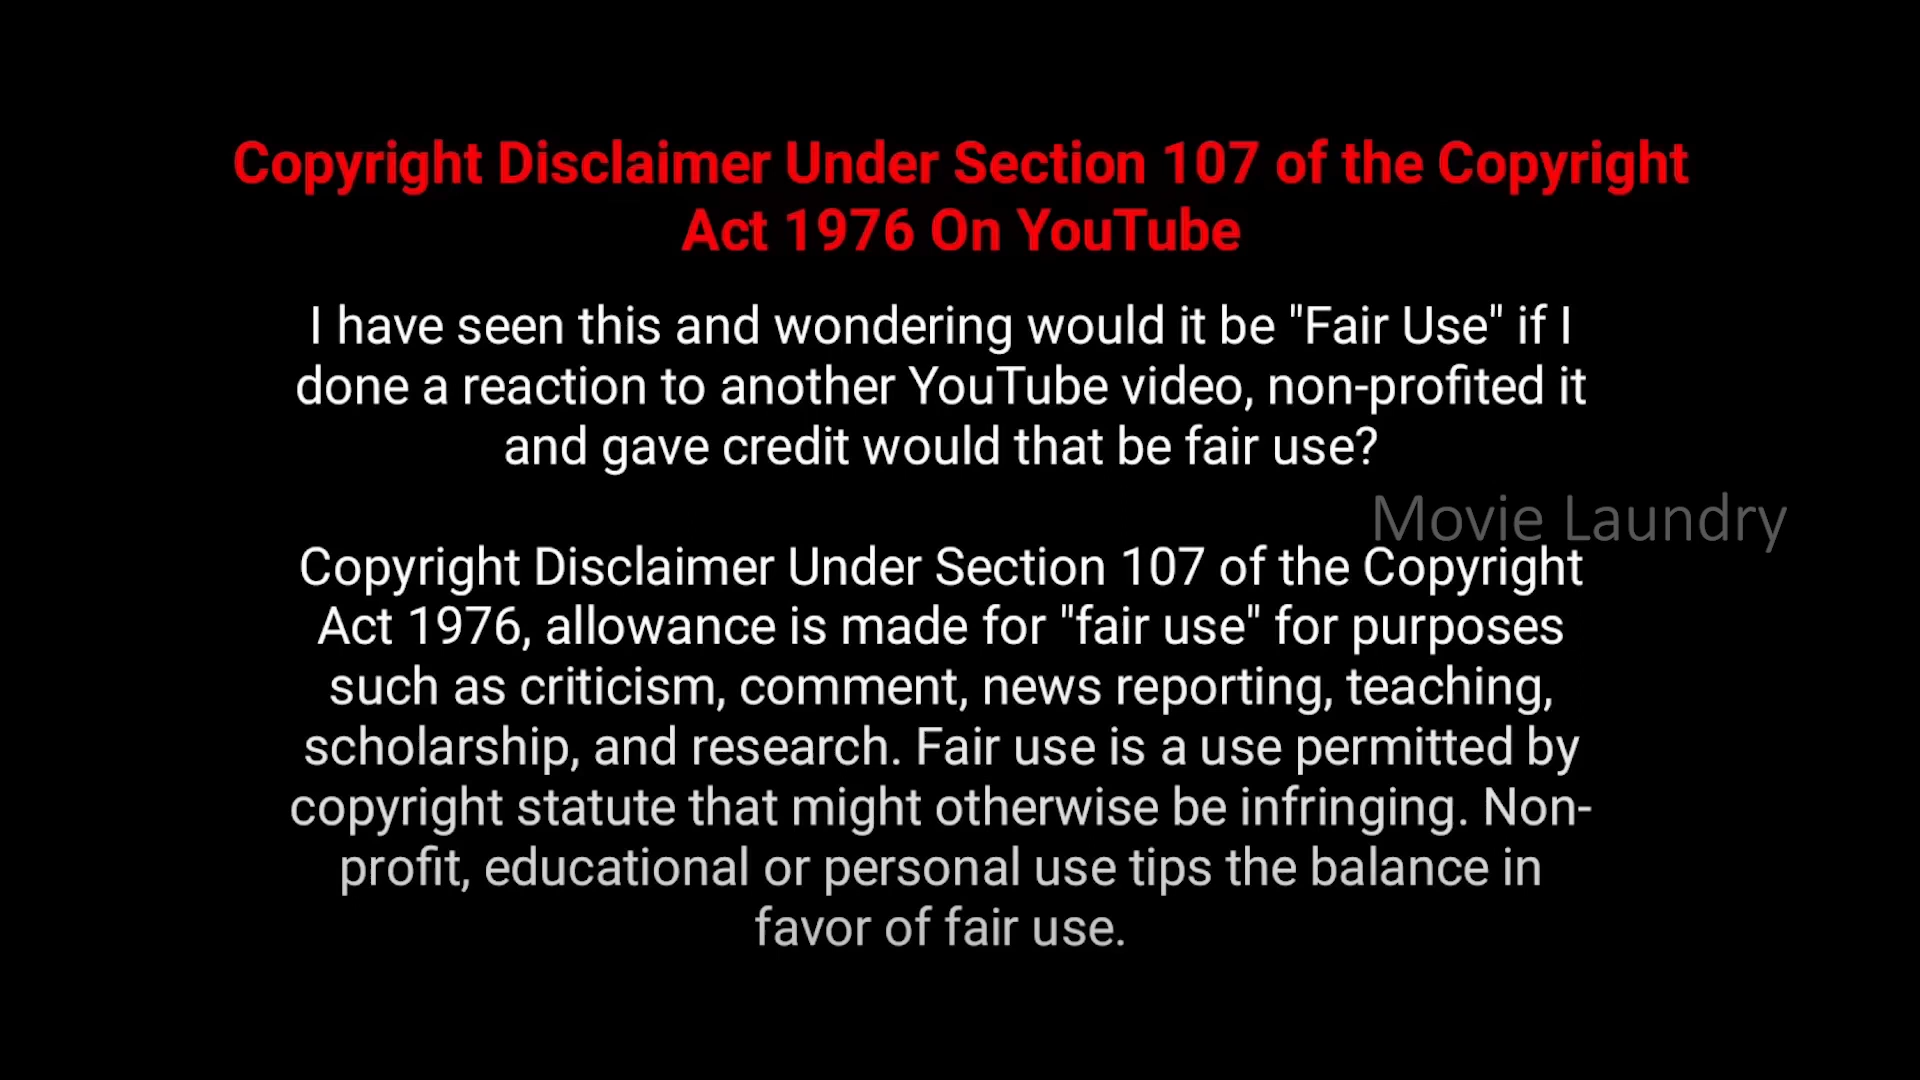 Copyright Disclaimer Under Section 107 of the Copyright
Act 1976 On YouTube
I have seen this and wondering would it be "Fair Use" if I
done a reaction to another YouTube video, non-profited it
and gave credit would that be fair use?
Movie Laundry
Copyright Disclaimer Under Section 107 of the Copyright
Act 1976, allowance is made for "fair use" for purposes
such as criticism, comment, news reporting, teaching,
scholarship, and research. Fair use is a use permitted by
copyright statute that might otherwise be infringing. Non-
profit, educational or personal use tips the balance in
favor of fair use.